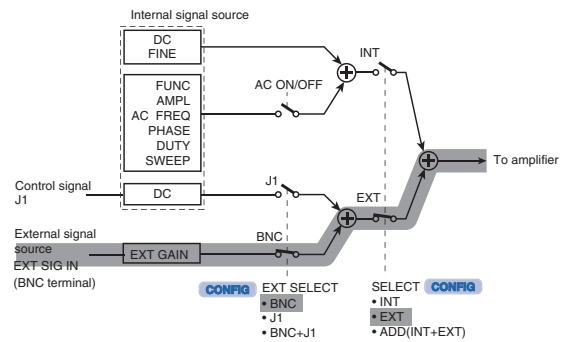 Internal signal source
DC
FINE
INT
FUNC
AMPL
AC FREQ
PHASE
DUTY
SWEEP
AC ON/OFF
To amplifier
Control signal
J1
DC
J1
EXT
External signal
source
EXT SIG IN
(BNC terminal)
EXT GAIN
BNC
CONFIG EXT SELECT
• BNC
• J1
• BNC+J1
SELECT CONFIG
• INT
• EXT
• ADD(INT+EXT)